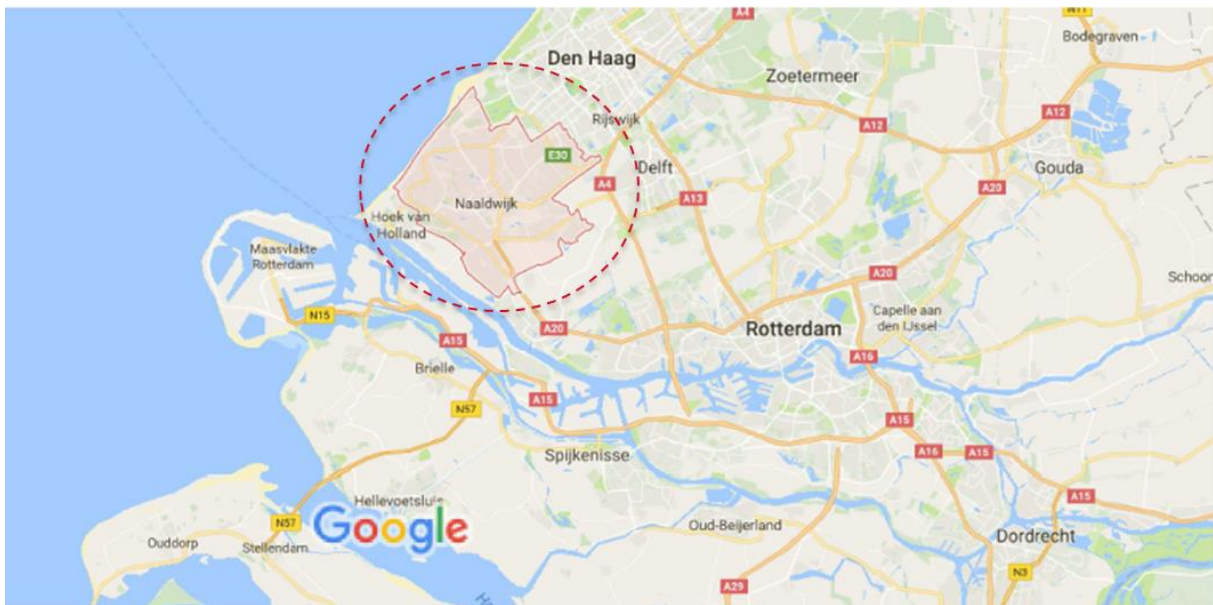 A4
N11
Bodegraven
Den Haag
Zoetermeer
Rijswijk
A12
A12
E30
Delft
Gouda
A4
A20
A13
Naaldwijk
Hoek van
Holland
Maasvlakte
Rotterdam
A20
Schoon
N15
Capelle aan
den IJssel
A20
Rotterdam
A15
A16
Brielle
A15
N57
A15
A16
A15
Spijkenisse
A15
Hellevoetsluis
Google
N57
Oud-Beijerland
Ouddorp
Stellendam
Dordrecht
N3
A29